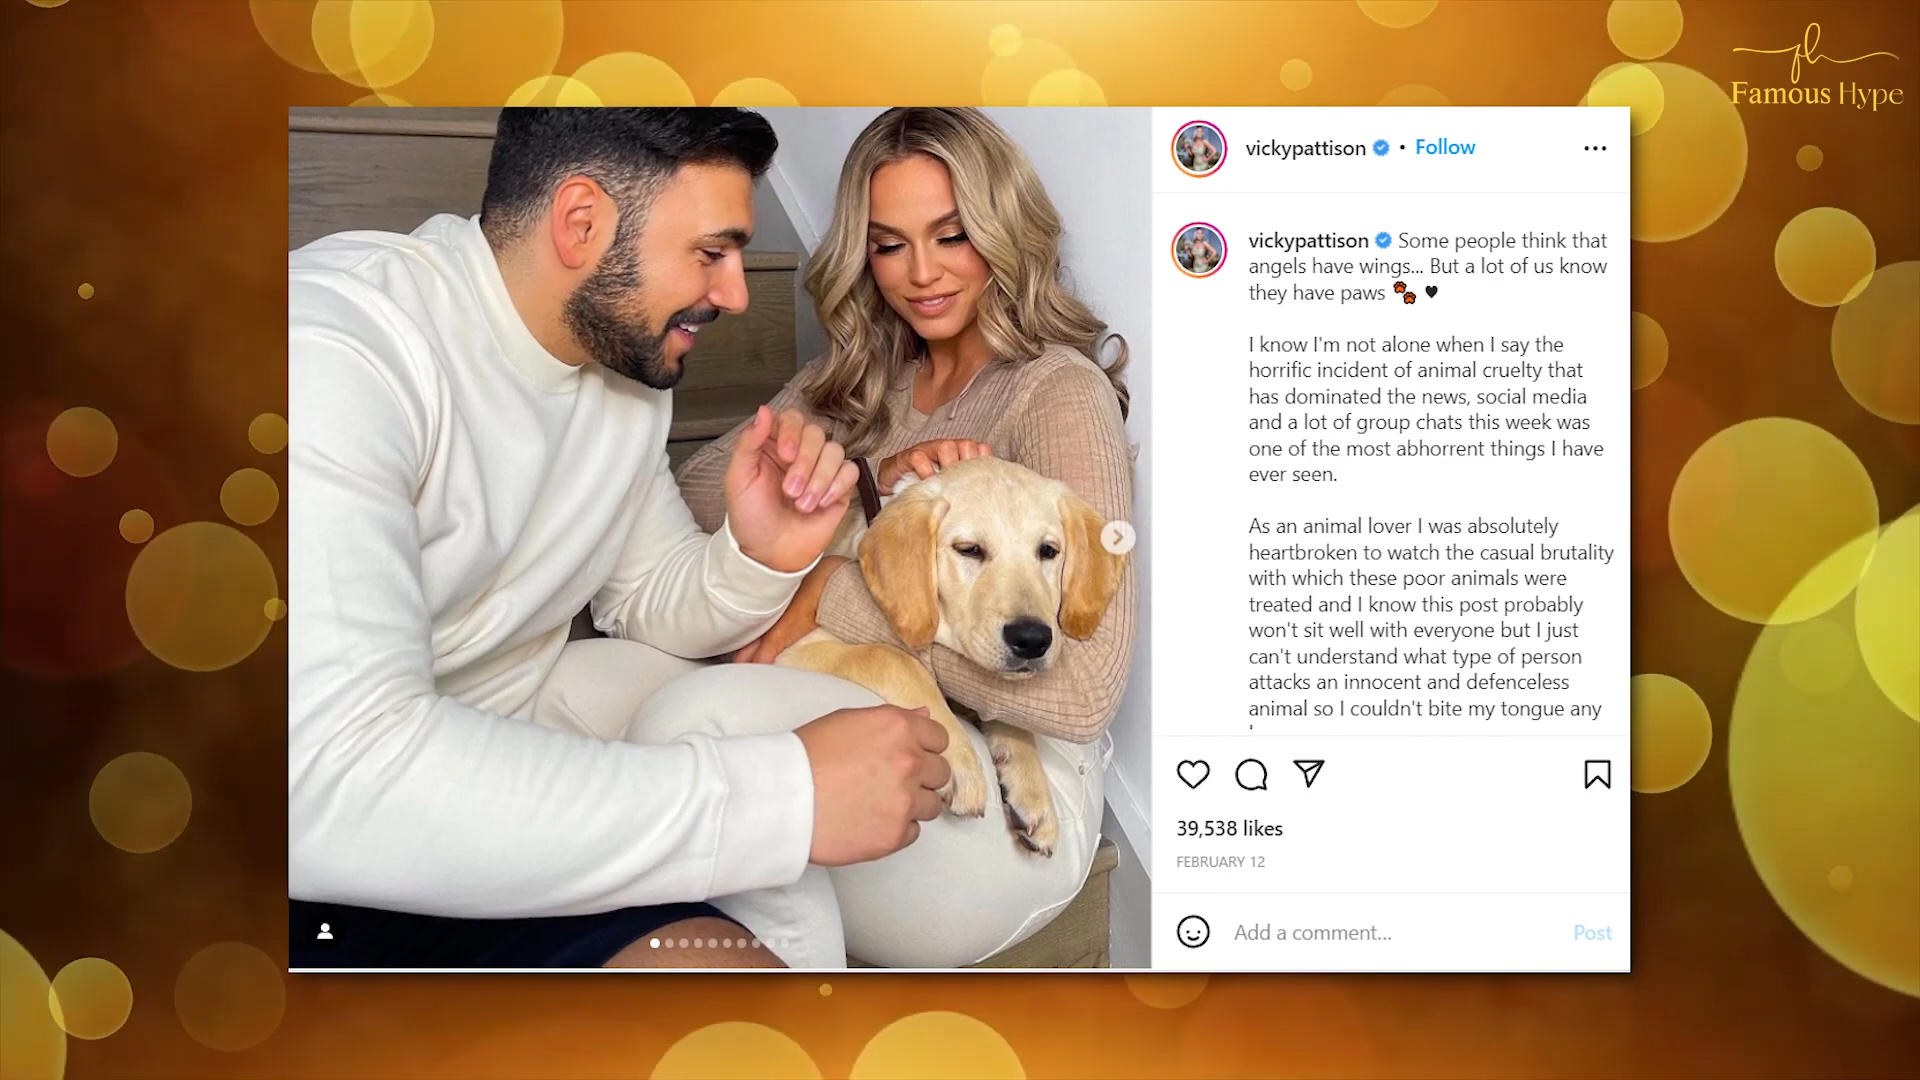 Famous Hype
vickypattison • Follow
vickypattison Some people think that
angels have wings... But a lot of us know
they have paws 🐾 🖤
I know I'm not alone when I say the
horrific incident of animal cruelty that
has dominated the news, social media
and a lot of group chats this week was
one of the most abhorrent things I have
ever seen.
As an animal lover I was absolutely
heartbroken to watch the casual brutality
with which these poor animals were
treated and I know this post probably
won't sit well with everyone but I just
can't understand what type of person
attacks an innocent and defenceless
animal so I couldn't bite my tongue any
39,538 likes
FEBRUARY 12
Add a comment... Post